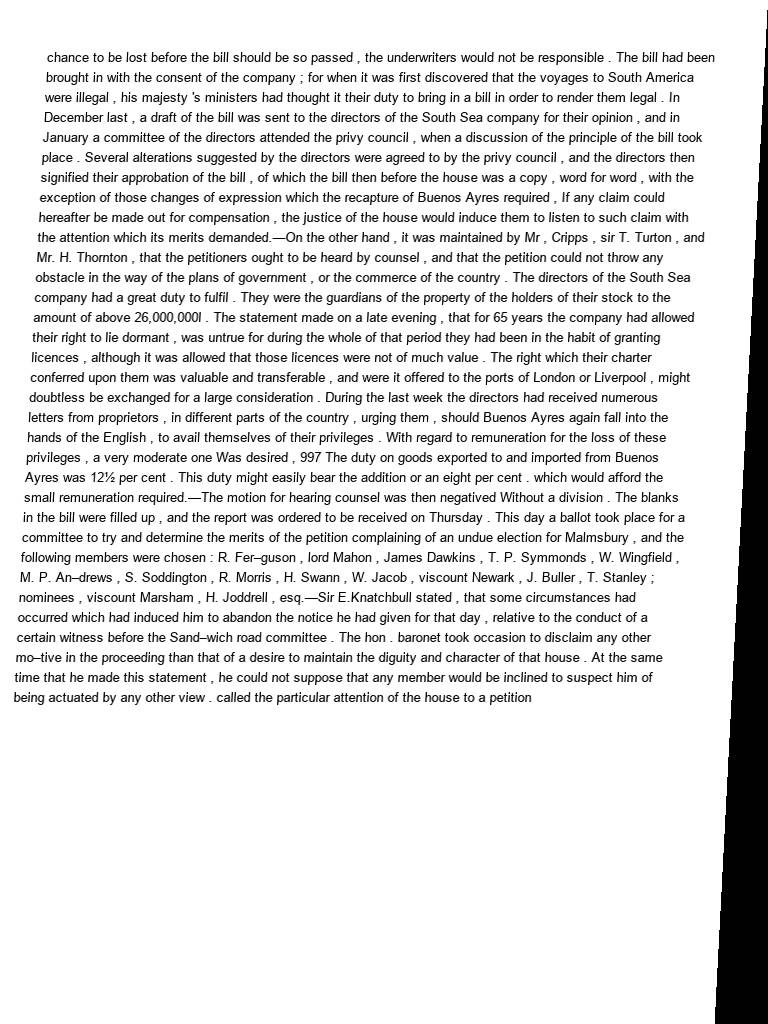 chance to be lost before the bill should be so passed , the underwriters would not be responsible . The bill had been
brought in with the consent of the company ; for when it was first discovered that the voyages to South America
were illegal , his majesty 's ministers had thought it their duty to bring in a bill in order to render them legal . In
December last , a draft of the bill was sent to the directors of the South Sea company for their opinion , and in
January a committee of the directors attended the privy council , when a discussion of the principle of the bill took
place . Several alterations suggested by the directors were agreed to by the privy council , and the directors then
signified their approbation of the bill , of which the bill then before the house was a copy , word for word , with the
exception of those changes of expression which the recapture of Buenos Ayres required , If any claim could
hereafter be made out for compensation , the justice of the house would induce them to listen to such claim with
the attention which its merits demanded.—On the other hand , it was maintained by Mr , Cripps , sir T. Turton , and
Mr. H. Thornton , that the petitioners ought to be heard by counsel , and that the petition could not throw any
obstacle in the way of the plans of government , or the commerce of the country . The directors of the South Sea
company had a great duty to fulfil . They were the guardians of the property of the holders of their stock to the
amount of above 26,000,000l . The statement made on a late evening , that for 65 years the company had allowed
their right to lie dormant , was untrue for during the whole of that period they had been in the habit of granting
licences , although it was allowed that those licences were not of much value . The right which their charter
conferred upon them was valuable and transferable , and were it offered to the ports of London or Liverpool , might
doubtless be exchanged for a large consideration . During the last week the directors had received numerous
letters from proprietors , in different parts of the country , urging them , should Buenos Ayres again fall into the
hands of the English , to avail themselves of their privileges . With regard to remuneration for the loss of these
privileges , a very moderate one Was desired , 997 The duty on goods exported to and imported from Buenos
Ayres was 12½ per cent . This duty might easily bear the addition or an eight per cent . which would afford the
small remuneration required.—The motion for hearing counsel was then negatived Without a division . The blanks
in the bill were filled up , and the report was ordered to be received on Thursday . This day a ballot took place for a
committee to try and determine the merits of the petition complaining of an undue election for Malmsbury , and the
following members were chosen : R. Fer–guson , lord Mahon , James Dawkins , T. P. Symmonds , W. Wingfield ,
M. P. An–drews , S. Soddington , R. Morris , H. Swann , W. Jacob , viscount Newark , J. Buller , T. Stanley ;
nominees , viscount Marsham , H. Joddrell , esq.—Sir E.Knatchbull stated , that some circumstances had
occurred which had induced him to abandon the notice he had given for that day , relative to the conduct of a
certain witness before the Sand–wich road committee . The hon . baronet took occasion to disclaim any other
mo–tive in the proceeding than that of a desire to maintain the diguity and character of that house . At the same
time that he made this statement , he could not suppose that any member would be inclined to suspect him of
being actuated by any other view . called the particular attention of the house to a petition